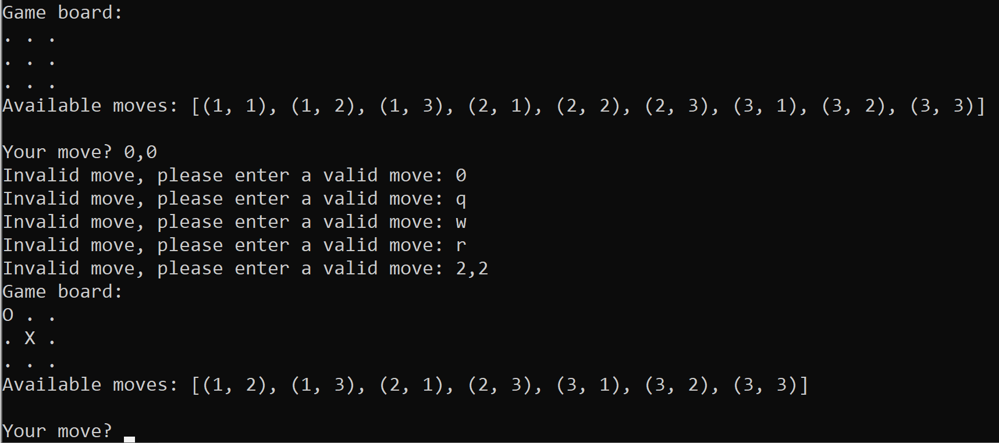 Game board:
. . .
. . .
. . .
Available moves: [(1, 1), (1, 2), (1, 3), (2, 1), (2, 2), (2, 3), (3, 1), (3, 2), (3, 3)]
Your move? 0,0
Invalid move, please enter a valid move: 0
Invalid move, please enter a valid move: q
Invalid move, please enter a valid move: w
Invalid move, please enter a valid move: r
Invalid move, please enter a valid move: 2,2
Game board:
O . .
. X .
. . .
Available moves: [(1, 2), (1, 3), (2, 1), (2, 3), (3, 1), (3, 2), (3, 3)]
Your move?